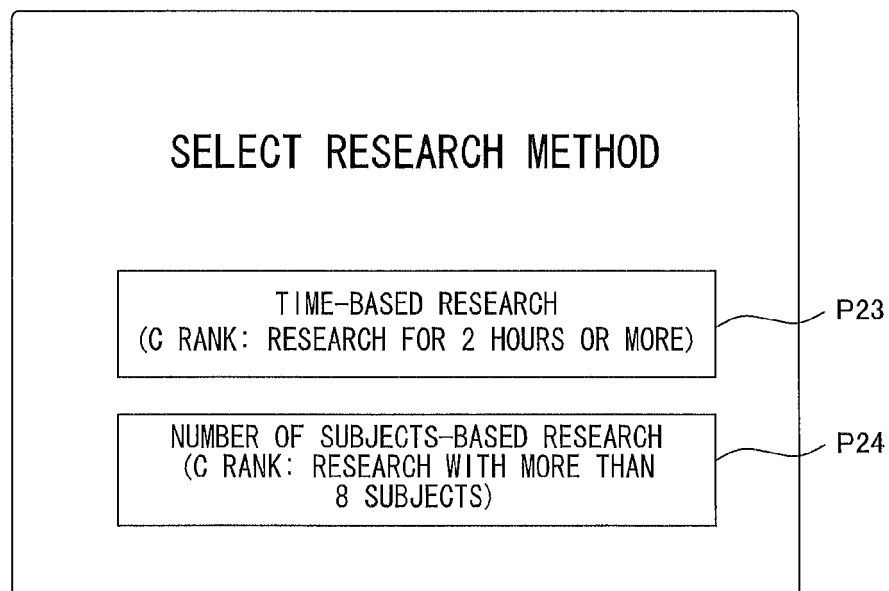 SELECT RESEARCH METHOD
TIME-BASED RESEARCH
(C RANK: RESEARCH FOR 2 HOURS OR MORE)
P23
NUMBER OF SUBJECTS-BASED RESEARCH
(C RANK: RESEARCH WITH MORE THAN
8 SUBJECTS)
P24